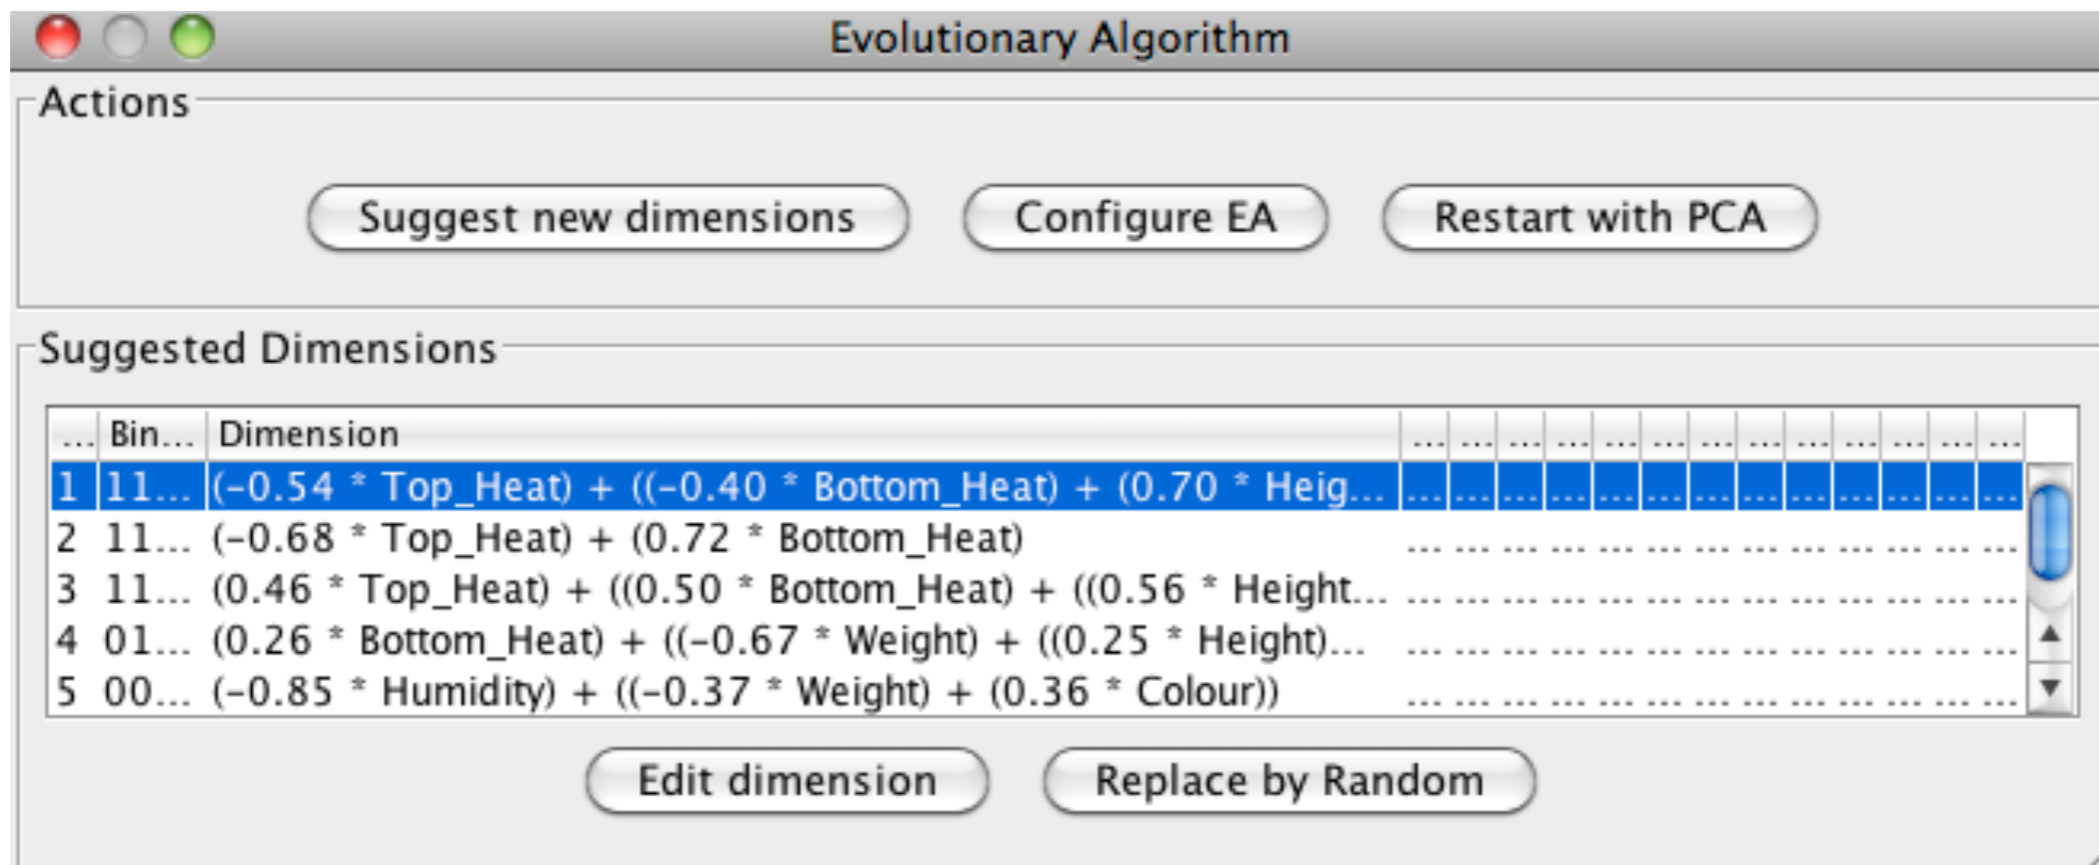 Evolutionary Algorithm
Actions
Suggest new dimensions Configure EA Restart with PCA
Suggested Dimensions
... Bin... Dimension ... ... ... ... ... ... ... ... ... ... ... ... ...
1 11... (-0.54 * Top_Heat) + ((-0.40 * Bottom_Heat) + (0.70 * Heig... ... ... ... ... ... ... ... ... ... ... ... ... ...
2 11... (-0.68 * Top_Heat) + (0.72 * Bottom_Heat) ... ... ... ... ... ... ... ... ... ... ... ... ...
3 11... (0.46 * Top_Heat) + ((0.50 * Bottom_Heat) + ((0.56 * Height... ... ... ... ... ... ... ... ... ... ... ... ... ...
4 01... (0.26 * Bottom_Heat) + ((-0.67 * Weight) + ((0.25 * Height)... ... ... ... ... ... ... ... ... ... ... ... ... ...
5 00... (-0.85 * Humidity) + ((-0.37 * Weight) + (0.36 * Colour)) ... ... ... ... ... ... ... ... ... ... ... ... ...
Edit dimension Replace by Random